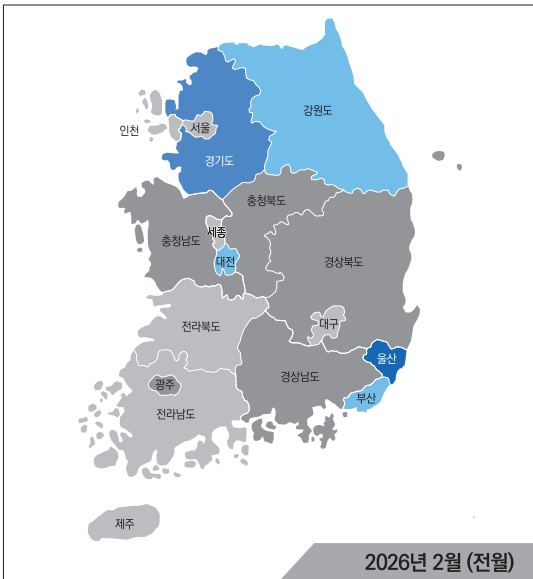 강원도
인천
서울
경기도
충청북도
세종
충청남도
대전
경상북도
전라북도
대구
울산
경상남도
광주
부산
전라남도
제주
2026년 2월 (전월)